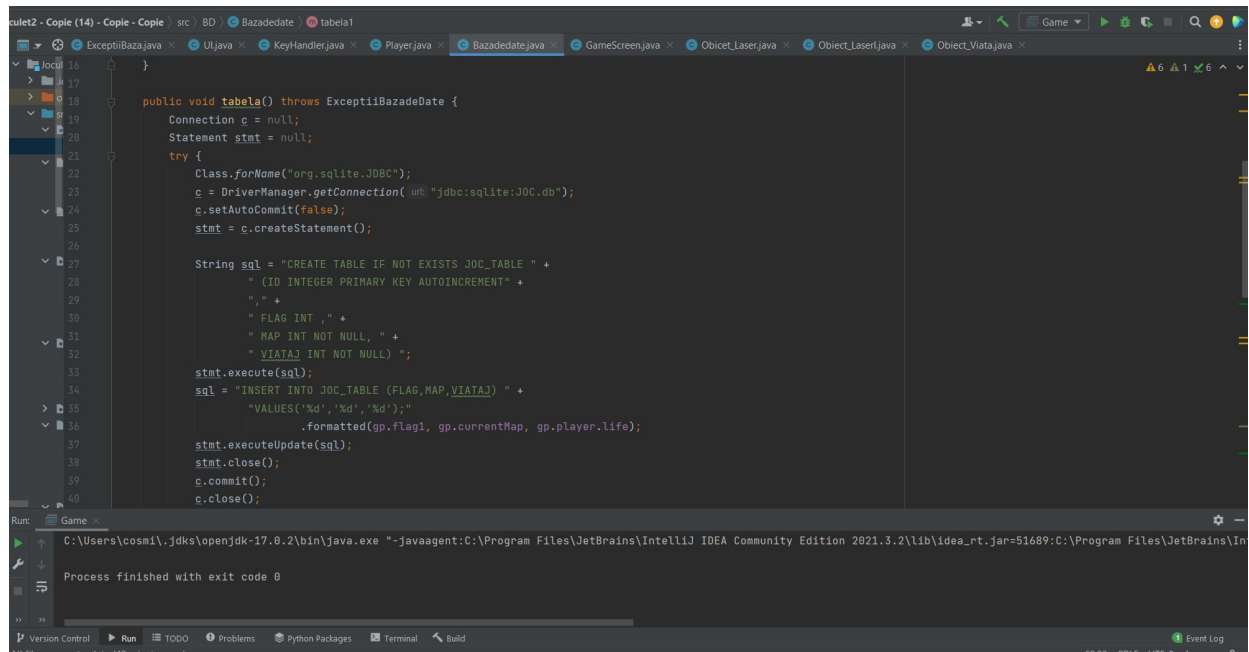 culet2 - Copie (14) - Copie - Copie 〉 src 〉 BD 〉 Bazadedate 〉 tabela1
Game
ExceptiiBaza.java × UI.java × KeyHandler.java × Player.java × Bazadedate.java × GameScreen.java × Obicet_Laser.java × Obiect_Laserl.java × Obiect_Viata.java ×
Jocul 16 }
6 1 6
17
18 public void tabela() throws ExceptiiBazadeDate {
19 Connection c = null;
20 Statement stmt = null;
21 try {
22 Class.forName("org.sqlite.JDBC");
23 c = DriverManager.getConnection( url: "jdbc:sqlite:JOC.db");
24 c.setAutoCommit(false);
25 stmt = c.createStatement();
26
27 String sql = "CREATE TABLE IF NOT EXISTS JOC_TABLE " +
28 " (ID INTEGER PRIMARY KEY AUTOINCREMENT" +
29 "," +
30 " FLAG INT ," +
31 " MAP INT NOT NULL, " +
32 " VIATAJ INT NOT NULL) ";
33 stmt.execute(sql);
34 sql = "INSERT INTO JOC_TABLE (FLAG,MAP,VIATAJ) " +
35 "VALUES('%d','%d','%d');"
36 .formatted(gp.flag1, gp.currentMap, gp.player.life);
37 stmt.executeUpdate(sql);
38 stmt.close();
39 c.commit();
40 c.close();
Run: Game ×
C:\Users\cosmi\.jdks\openjdk-17.0.2\bin\java.exe "-javaagent:C:\Program Files\JetBrains\IntelliJ IDEA Community Edition 2021.3.2\lib\idea_rt.jar=51689:C:\Program Files\JetBrains\In
Process finished with exit code 0
Version Control Run TODO Problems Python Packages Terminal Build 1 Event Log